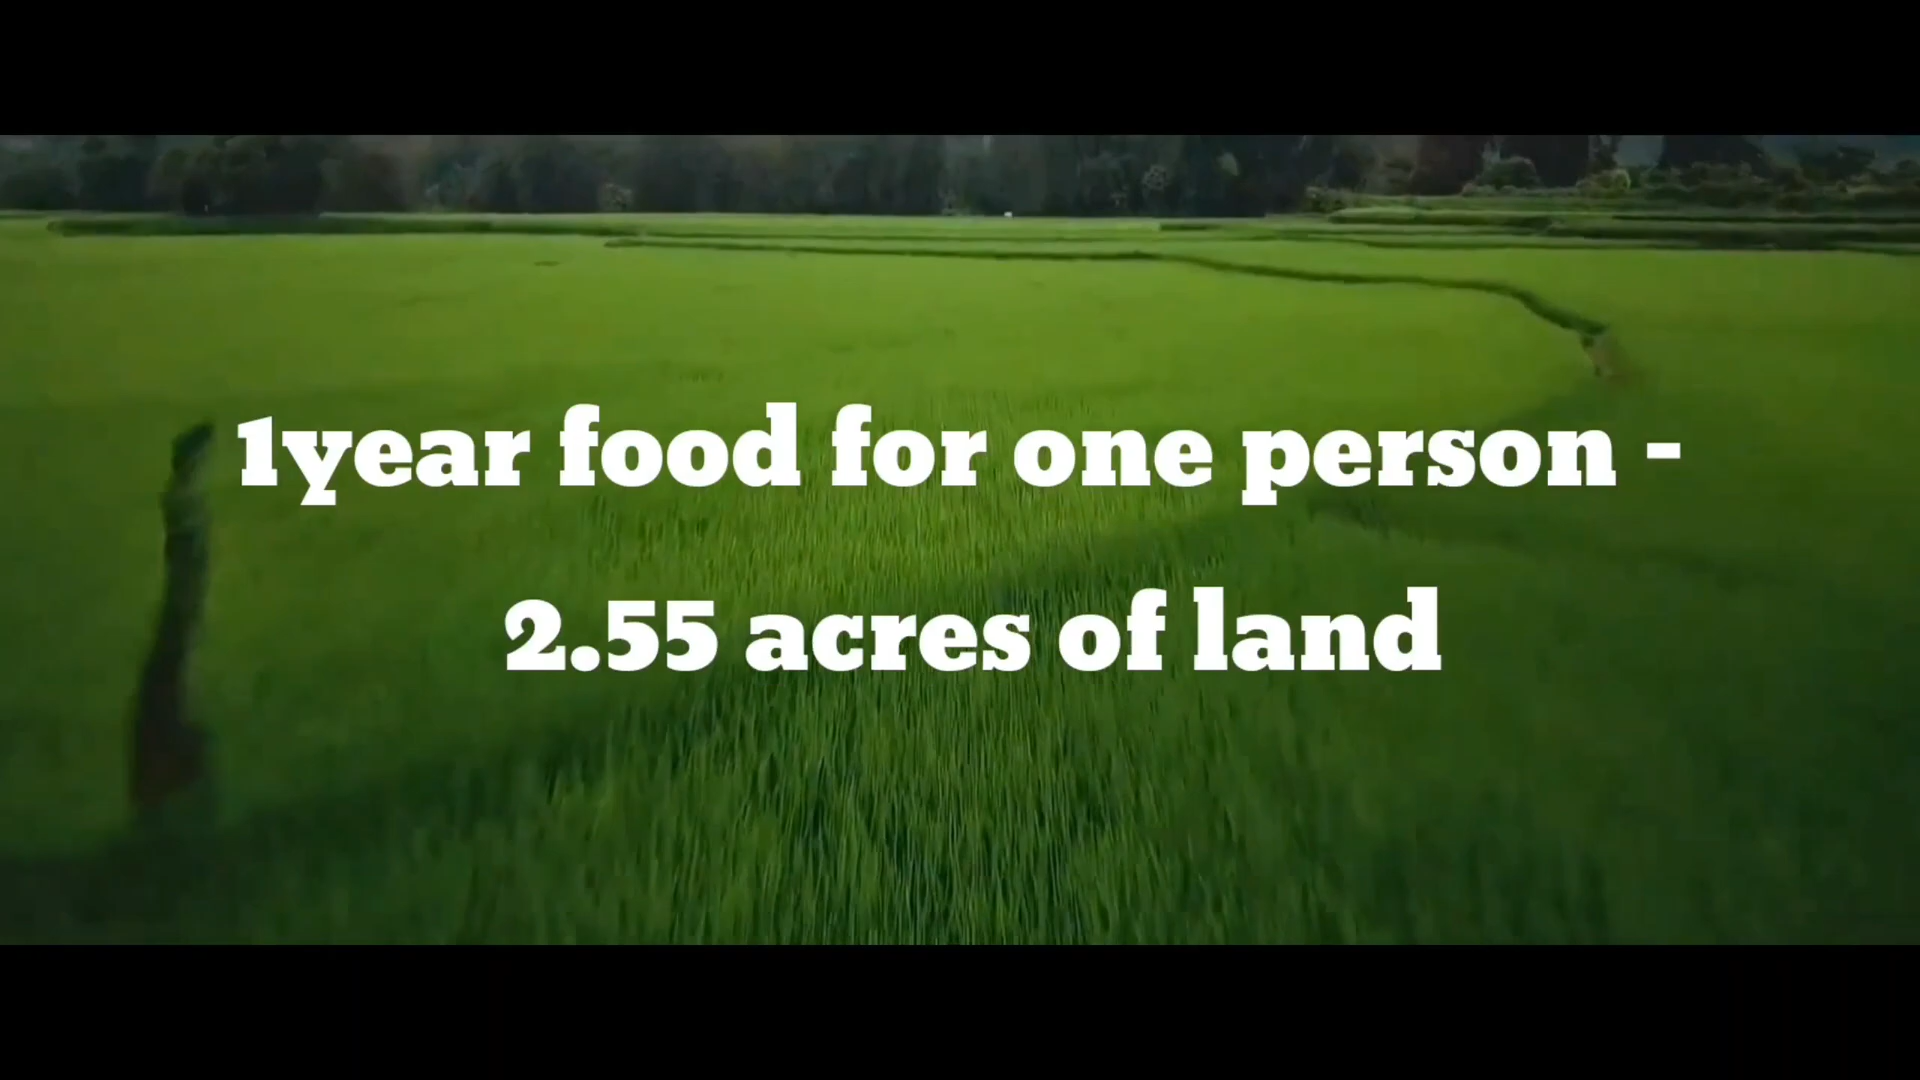 1year food for one person -
2.55 acres of land